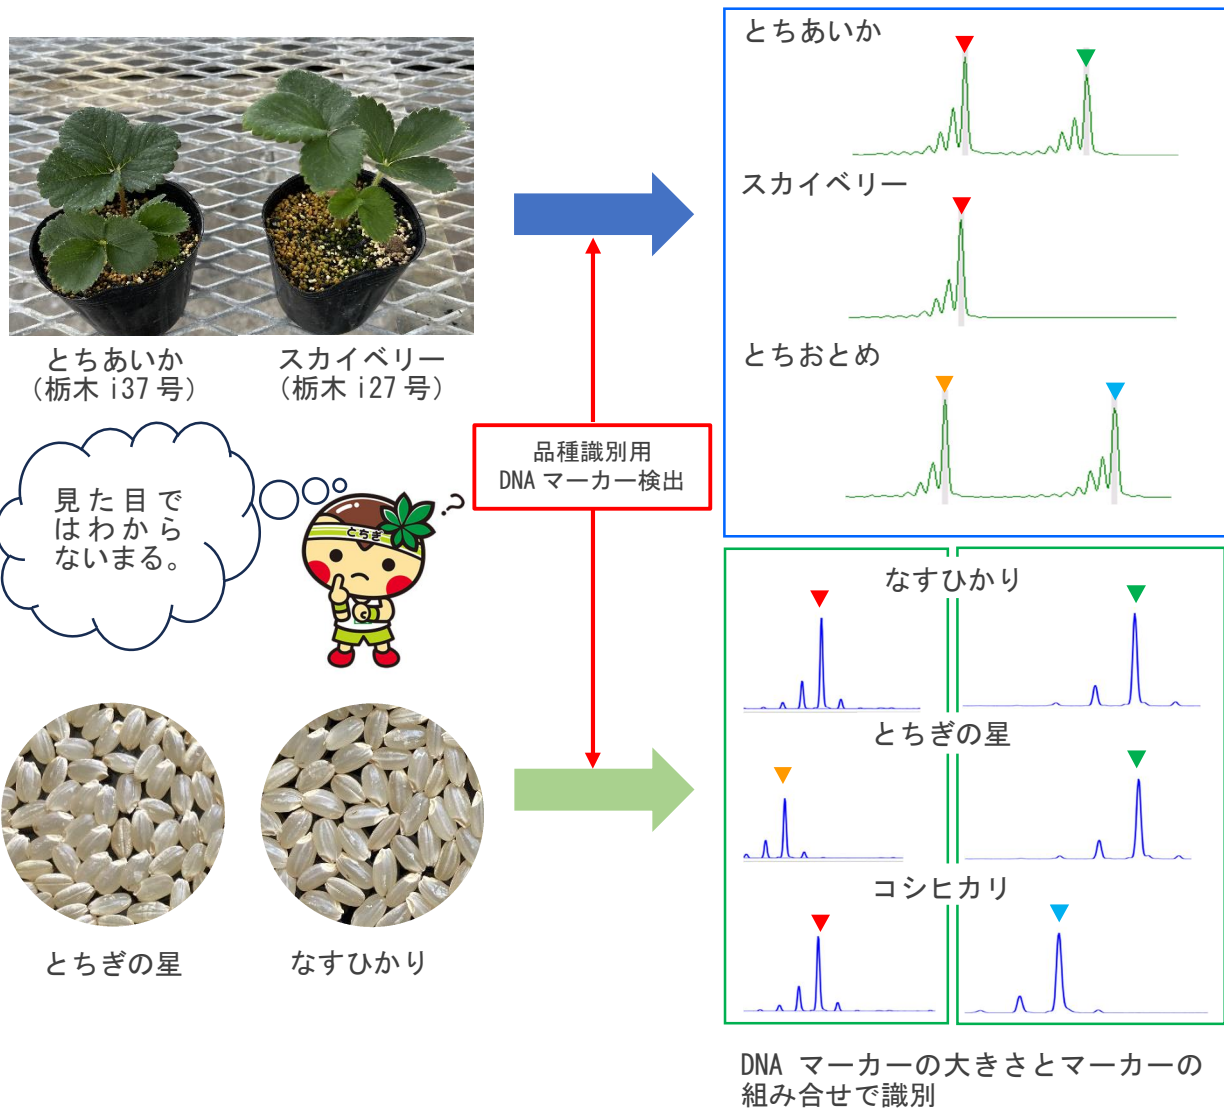 とちあいか
スカイベリー
とちおとめ
とちあいか
（栃木 i37 号）
スカイベリー
（栃木 i27 号）
品種識別用
DNA マーカー検出
見た目で
はわから
ないまる。
とちぎ
?
なすひかり
とちぎの星
コシヒカリ
とちぎの星
なすひかり
DNA マーカーの大きさとマーカーの
組み合せで識別